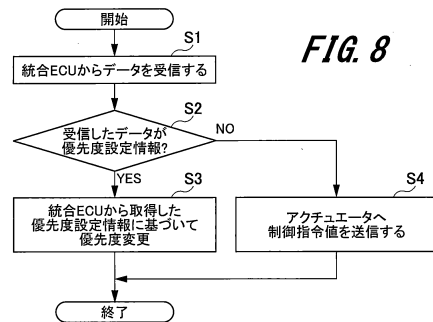 開始
S1
FIG. 8
統合ECUからデータを受信する
S2
受信したデータが
優先度設定情報?
NO
YES
S3
統合ECUから取得した
優先度設定情報に基づいて
優先度変更
S4
アクチュエータへ
制御指令値を送信する
終了